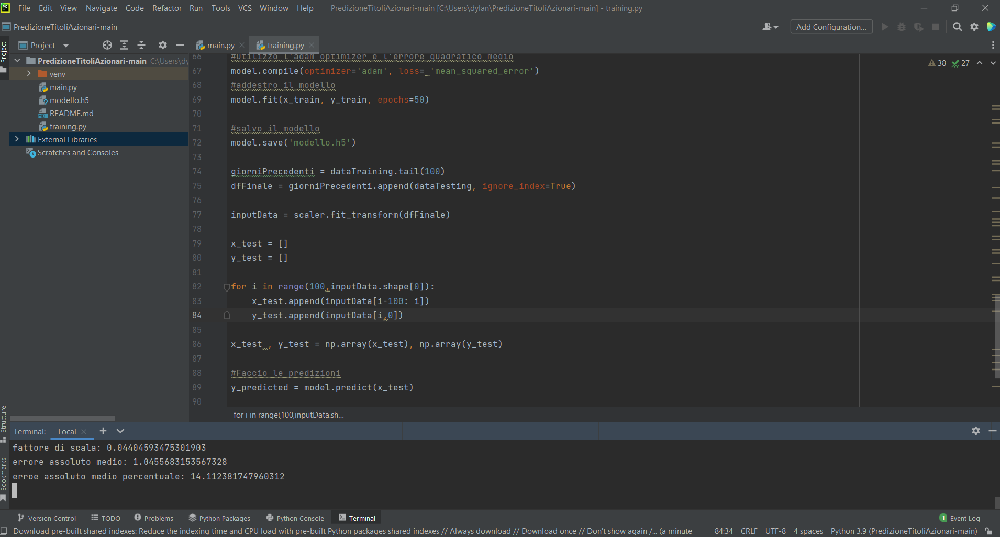 PC File Edit View Navigate Code Refactor Run Tools VCS Window Help PredizioneTitoliAzionari-main [C:\Users\dylan\PredizioneTitoliAzionari-main] - training.py
PredizioneTitoliAzionari-main
Add Configuration...
Project
Project
main.py
training.py
PredizioneTitoliAzionari-main C:\Users\dy
venv
main.py
modello.h5
README.md
training.py
External Libraries
Scratches and Consoles
38 27
66 #utilizzo l'adam optimizer e l'errore quadratico medio
67 model.compile(optimizer='adam', loss= 'mean_squared_error')
68 #addestro il modello
69 model.fit(x_train, y_train, epochs=50)
70
71 #salvo il modello
72 model.save('modello.h5')
73
74 giorniPrecedenti = dataTraining.tail(100)
75 dfFinale = giorniPrecedenti.append(dataTesting, ignore_index=True)
76
77 inputData = scaler.fit_transform(dfFinale)
78
79 x_test = []
80 y_test = []
81
82 for i in range(100,inputData.shape[0]):
83 x_test.append(inputData[i-100: i])
84 y_test.append(inputData[i,0])
85
86 x_test , y_test = np.array(x_test), np.array(y_test)
87
88 #Faccio le predizioni
89 y_predicted = model.predict(x_test)
90
for i in range(100,inputData.sh...
Structure
Bookmarks
Terminal: Local
fattore di scala: 0.04404593475301903
errore assoluto medio: 1.0455683153567328
erroe assoluto medio percentuale: 14.112381747960312
Version Control TODO Problems Python Packages Python Console Terminal 1 Event Log
Download pre-built shared indexes: Reduce the indexing time and CPU load with pre-built Python packages shared indexes // Always download // Download once // Don't show again /... (a minute 84:34 CRLF UTF-8 4 spaces Python 3.9 (PredizioneTitoliAzionari-main)